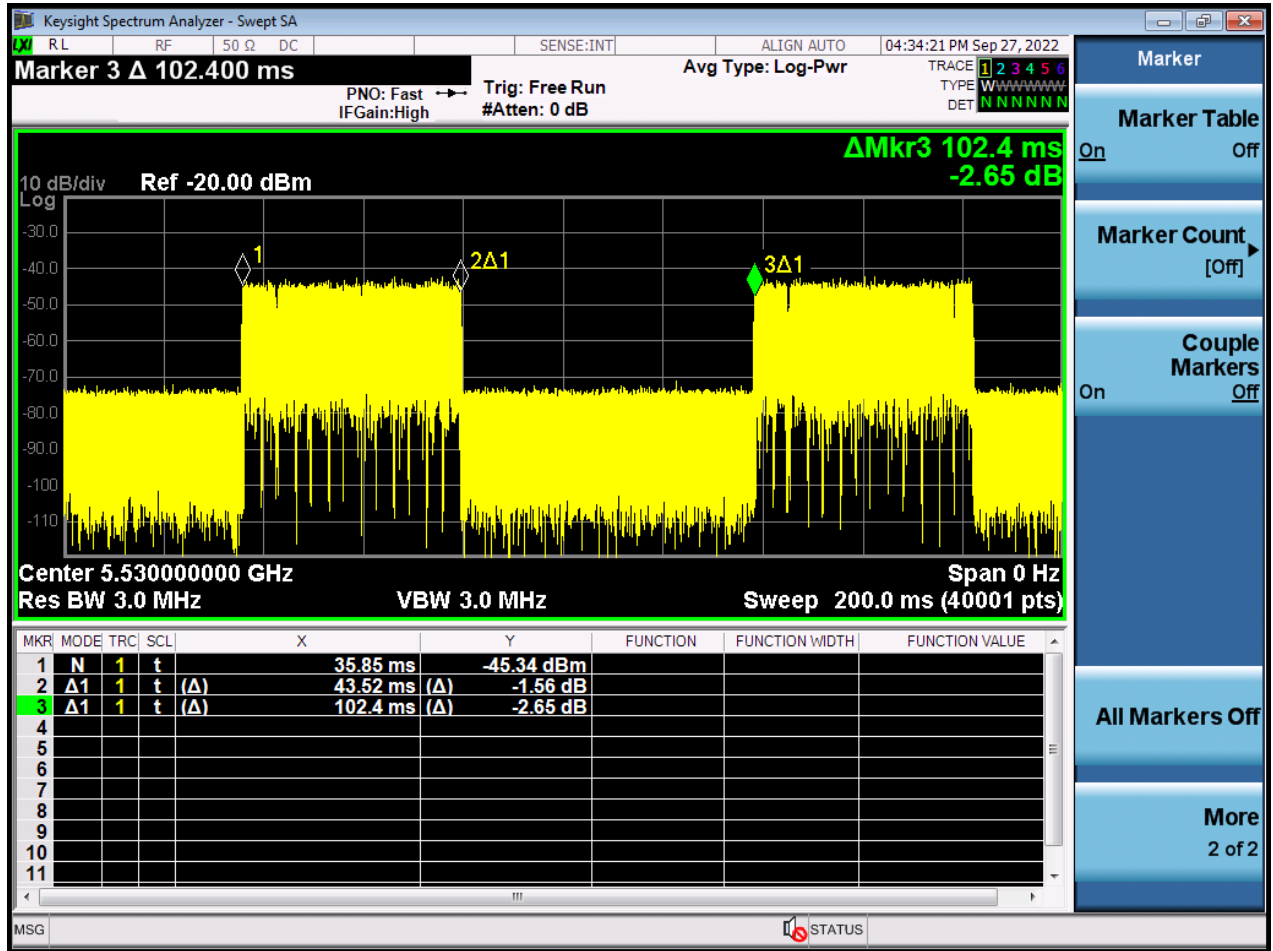 Keysight Spectrum Analyzer - Swept SA
LXI RL RF 50 Ω DC SENSE:INT ALIGN AUTO 04:34:21 PM Sep 27, 2022
Marker 3 Δ 102.400 ms
PNO: Fast
IFGain:High
Trig: Free Run
#Atten: 0 dB
Avg Type: Log-Pwr
TRACE 1 2 3 4 5 6
TYPE WWWWWW
DET N N N N N N
ΔMkr3 102.4 ms
-2.65 dB
10 dB/div Ref -20.00 dBm
Log
-30.0
-40.0
-50.0
-60.0
-70.0
-80.0
-90.0
-100
-110
1
2Δ1
3Δ1
Center 5.530000000 GHz Span 0 Hz
Res BW 3.0 MHz VBW 3.0 MHz Sweep 200.0 ms (40001 pts)
MKR MODE TRC SCL X Y FUNCTION FUNCTION WIDTH FUNCTION VALUE
1 N 1 t 35.85 ms -45.34 dBm
2 Δ1 1 t (Δ) 43.52 ms (Δ) -1.56 dB
3 Δ1 1 t (Δ) 102.4 ms (Δ) -2.65 dB
4
5
6
7
8
9
10
11
MSG STATUS
Marker
Marker Table
On Off
Marker Count
[Off]
Couple
Markers
On Off
All Markers Off
More
2 of 2